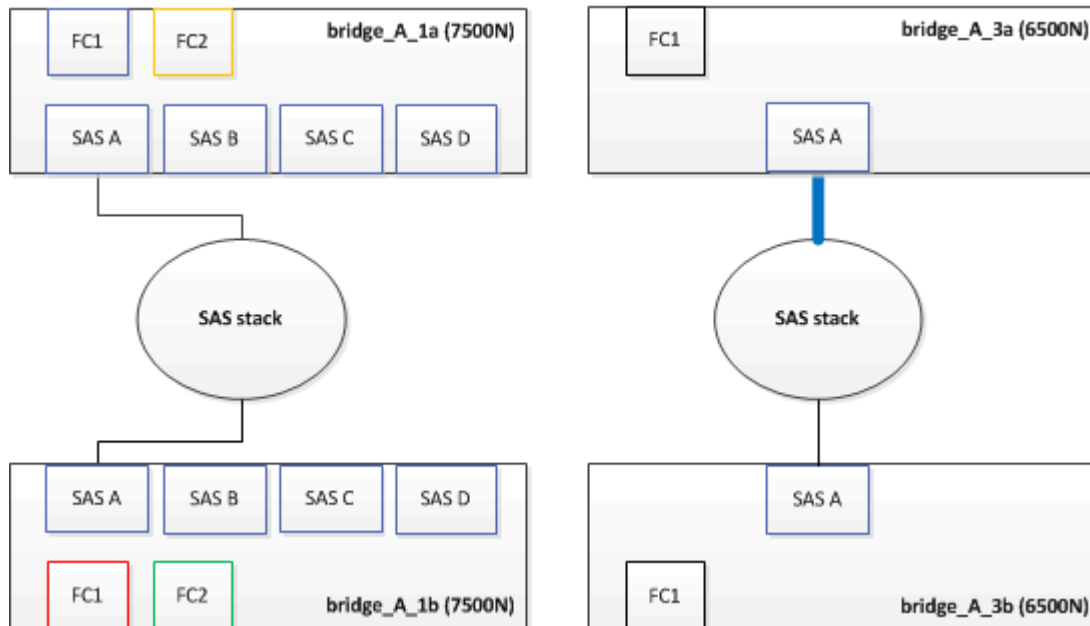 bridge_A_1a (7500N)
FC1
FC2
SAS A
SAS B
SAS C
SAS D
SAS stack
SAS A
SAS B
SAS C
SAS D
FC1
FC2
bridge_A_1b (7500N)
bridge_A_3a (6500N)
FC1
SAS A
SAS stack
SAS A
FC1
bridge_A_3b (6500N)